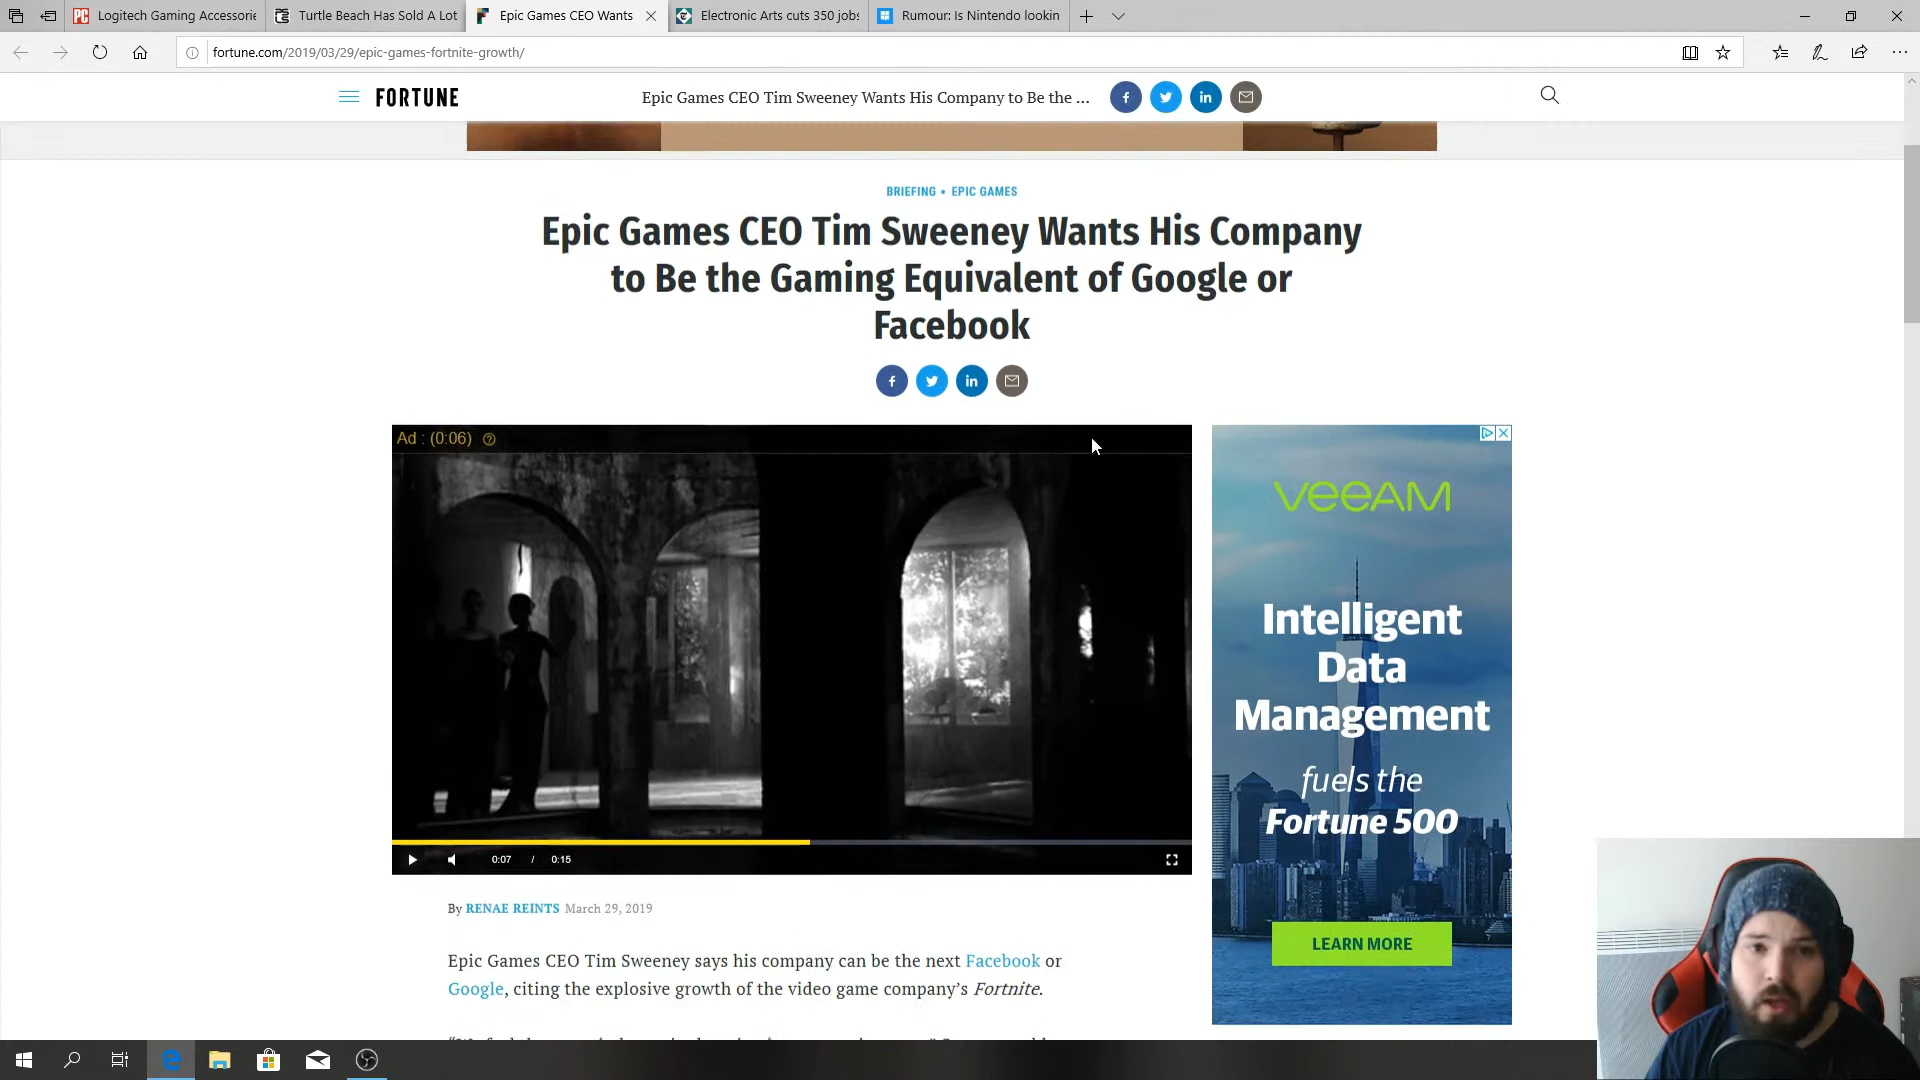 Logitech Gaming Accessorie
Turtle Beach Has Sold A Lot
Epic Games CEO Wants
Electronic Arts cuts 350 jobs
Rumour: Is Nintendo lookin
fortune.com/2019/03/29/epic-games-fortnite-growth/
FORTUNE
Epic Games CEO Tim Sweeney Wants His Company to Be the ...
BRIEFING • EPIC GAMES
Epic Games CEO Tim Sweeney Wants His Company
to Be the Gaming Equivalent of Google or
Facebook
Ad : (0:06)
0:07 / 0:15
VEEAM
Intelligent
Data
Management
fuels the
Fortune 500
LEARN MORE
By RENAE REINTS March 29, 2019
Epic Games CEO Tim Sweeney says his company can be the next Facebook or
Google, citing the explosive growth of the video game company’s Fortnite.